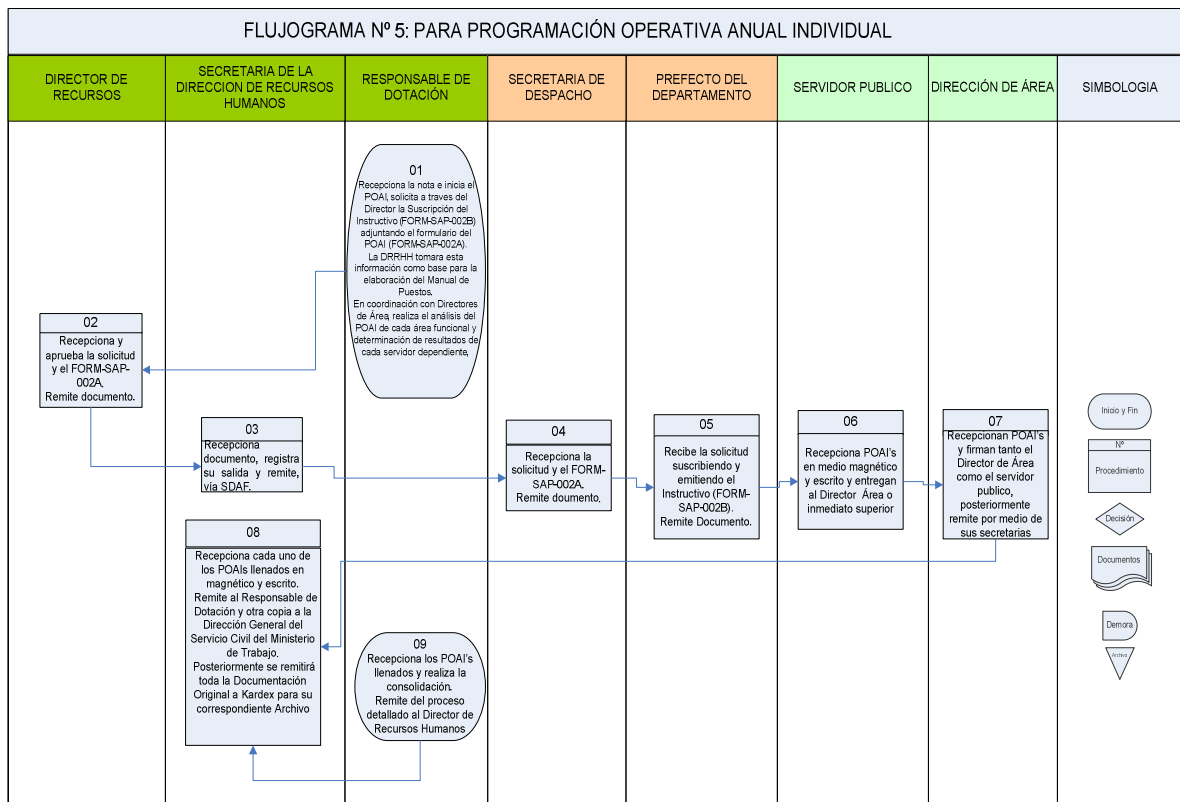 FLUJOGRAMA Nº 5: PARA PROGRAMACIÓN OPERATIVA ANUAL INDIVIDUAL
DIRECTOR DE
RECURSOS
SECRETARIA DE LA
DIRECCION DE RECURSOS
HUMANOS
RESPONSABLE DE
DOTACIÓN
SECRETARIA DE
DESPACHO
PREFECTO DEL
DEPARTAMENTO
SERVIDOR PUBLICO
DIRECCIÓN DE ÁREA
SIMBOLOGIA
01
Recepciona la nota e inicia el
POAI, solicita a traves del
Director la Suscripción del
Instructivo (FORM-SAP-002B)
adjuntando el formulario del
POAI (FORM-SAP-002A).
La DRRHH tomara esta
información como base para la
elaboración del Manual de
Puestos.
En coordinación con Directores
de Área, realiza el análisis del
POAI de cada área funcional y
determinación de resultados de
cada servidor dependiente,
02
Recepciona y
aprueba la solicitud
y el FORM-SAP-
002A.
Remite documento.
03
Recepciona
documento, registra
su salida y remite,
via SDAF.
04
Recepciona la
solicitud y el FORM-
SAP-002A.
Remite doumento.
05
Recibe la solicitud
suscribiendo y
emitiendo el
Instructivo (FORM-
SAP-002B).
Remite Documento.
06
Recepciona POAI's
en medio magnético
y escrito y entregan
al Director Área o
inmediato superior
07
Recepcionan POAI's
y firman tanto el
Director de Área
como el servidor
publico,
posteriormente
remite por medio de
sus secretarias
08
Recepciona cada uno de
los POAIs llenados en
magnético y escrito.
Remite al Responsable de
Dotación y otra copia a la
Dirección General del
Servicio Civil del Ministerio
de Trabajo.
Posteriormente se remitirá
toda la Documentación
Original a Kardex para su
correspondiente Archivo
09
Recepciona los POAI's
llenados y realiza la
consolidación.
Remite del proceso
detallado al Director de
Recursos Humanos
Inicio y Fin
Nº
Procedimiento
Decisión
Documentos
Demora
Archivo